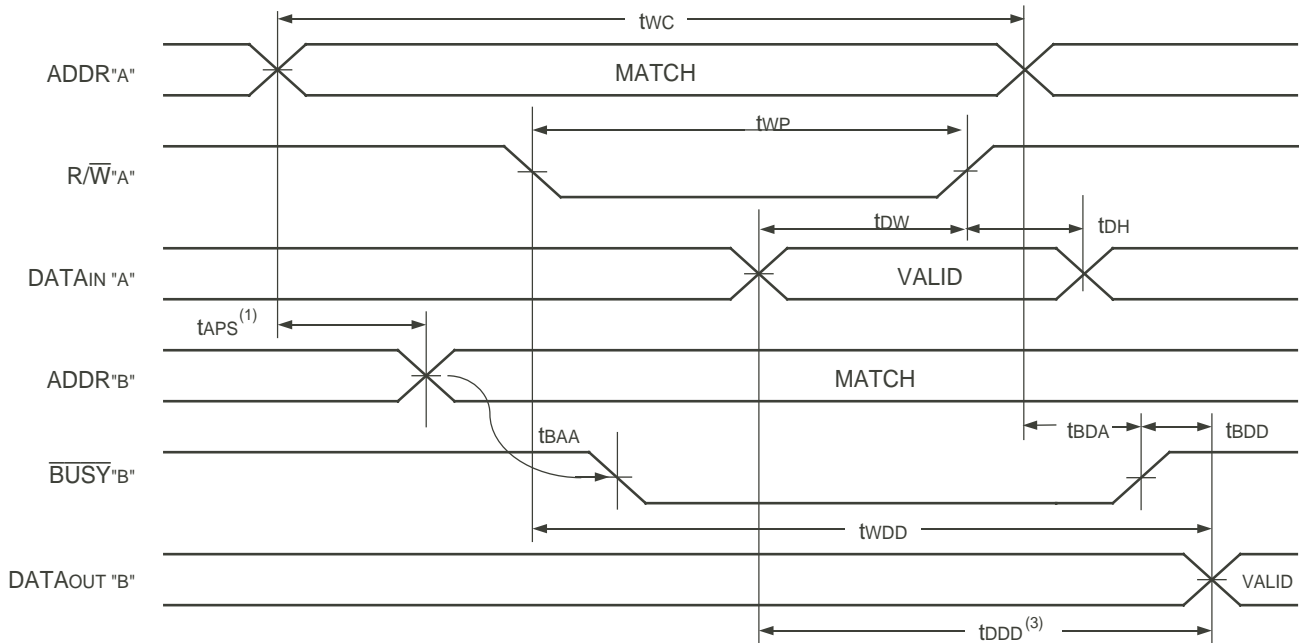 tWC
ADDR"A"
MATCH
tWP
R/W̅"A"
tDW
tDH
DATAIN "A"
VALID
tAPS(1)
ADDR"B"
MATCH
tBAA
tBDA
tBDD
B̅U̅S̅Y̅"B"
tWDD
DATAOUT "B"
VALID
tDDD(3)